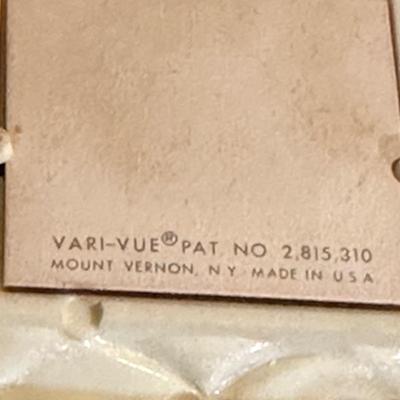 VARI-VUE® PAT. NO 2,815,310
MOUNT VERNON, N Y MADE IN U S A